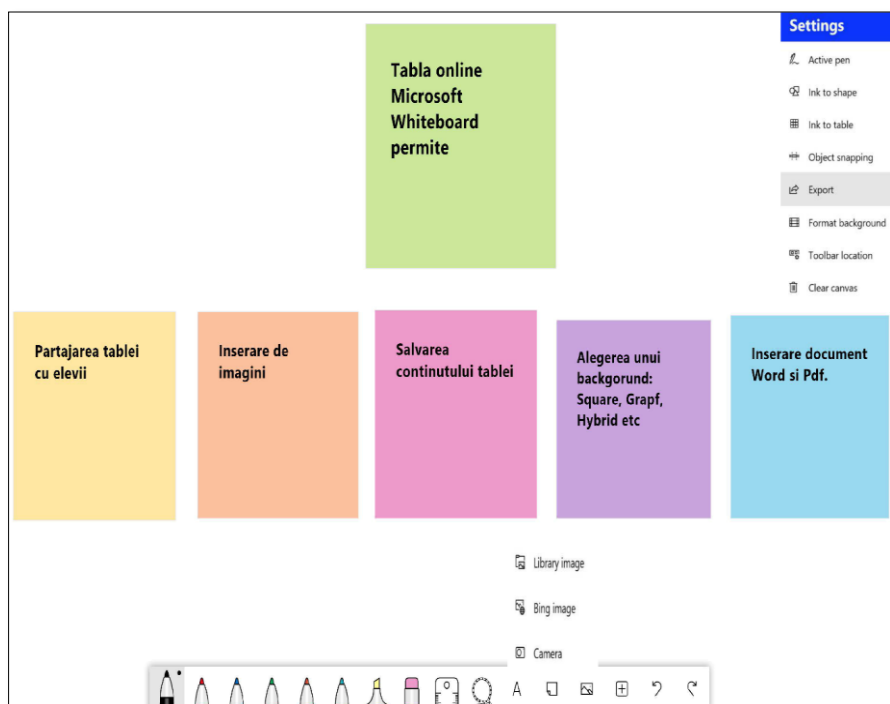 Tabla online
Microsoft
Whiteboard
permite
Settings
Active pen
Ink to shape
Ink to table
Object snapping
Export
Format background
Toolbar location
Clear canvas
Partajarea tablei
cu elevii
Inserare de
imagini
Salvarea
continutului tablei
Alegerea unui
backgorund:
Square, Grapf,
Hybrid etc
Inserare document
Word si Pdf.
Library image
Bing image
Camera
A